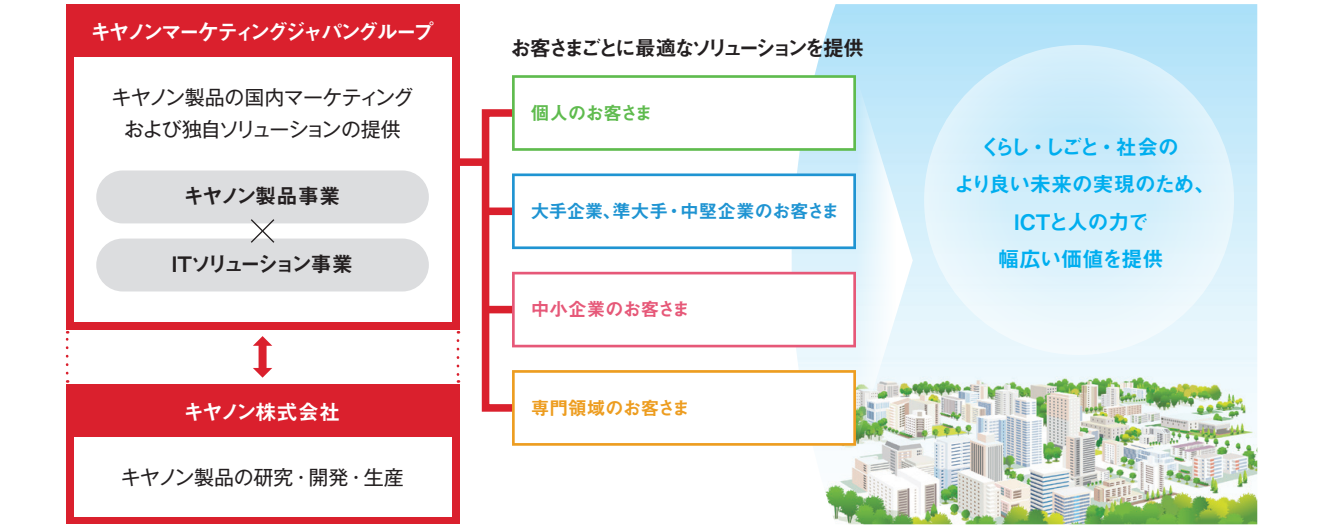 キヤノンマーケティングジャパングループ
キヤノン製品の国内マーケティング
および独自ソリューションの提供
キヤノン製品事業
×
ITソリューション事業
キヤノン株式会社
キヤノン製品の研究・開発・生産
お客さまごとに最適なソリューションを提供
個人のお客さま
大手企業、準大手・中堅企業のお客さま
中小企業のお客さま
専門領域のお客さま
くらし・しごと・社会の
より良い未来の実現のため、
ICTと人の力で
幅広い価値を提供